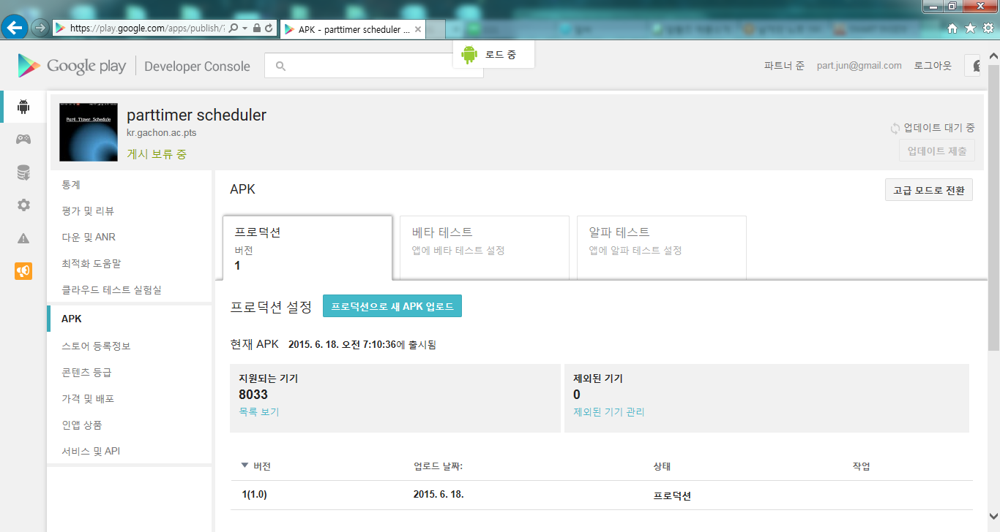 https://play.google.com/apps/publish/?
APK - parttimer scheduler ...
로드 중
Google play
Developer Console
파트너 준
part.jun@gmail.com
로그아웃
Part Timer Schedule
parttimer scheduler
kr.gachon.ac.pts
게시 보류 중
업데이트 대기 중
업데이트 제출
통계
평가 및 리뷰
다운 및 ANR
최적화 도움말
클라우드 테스트 실험실
APK
스토어 등록정보
콘텐츠 등급
가격 및 배포
인앱 상품
서비스 및 API
APK
고급 모드로 전환
프로덕션
버전
1
베타 테스트
앱에 베타 테스트 설정
알파 테스트
앱에 알파 테스트 설정
프로덕션 설정
프로덕션으로 새 APK 업로드
현재 APK 2015. 6. 18. 오전 7:10:36에 출시됨
지원되는 기기
8033
목록 보기
제외된 기기
0
제외된 기기 관리
버전 업로드 날짜: 상태 작업
1(1.0) 2015. 6. 18. 프로덕션